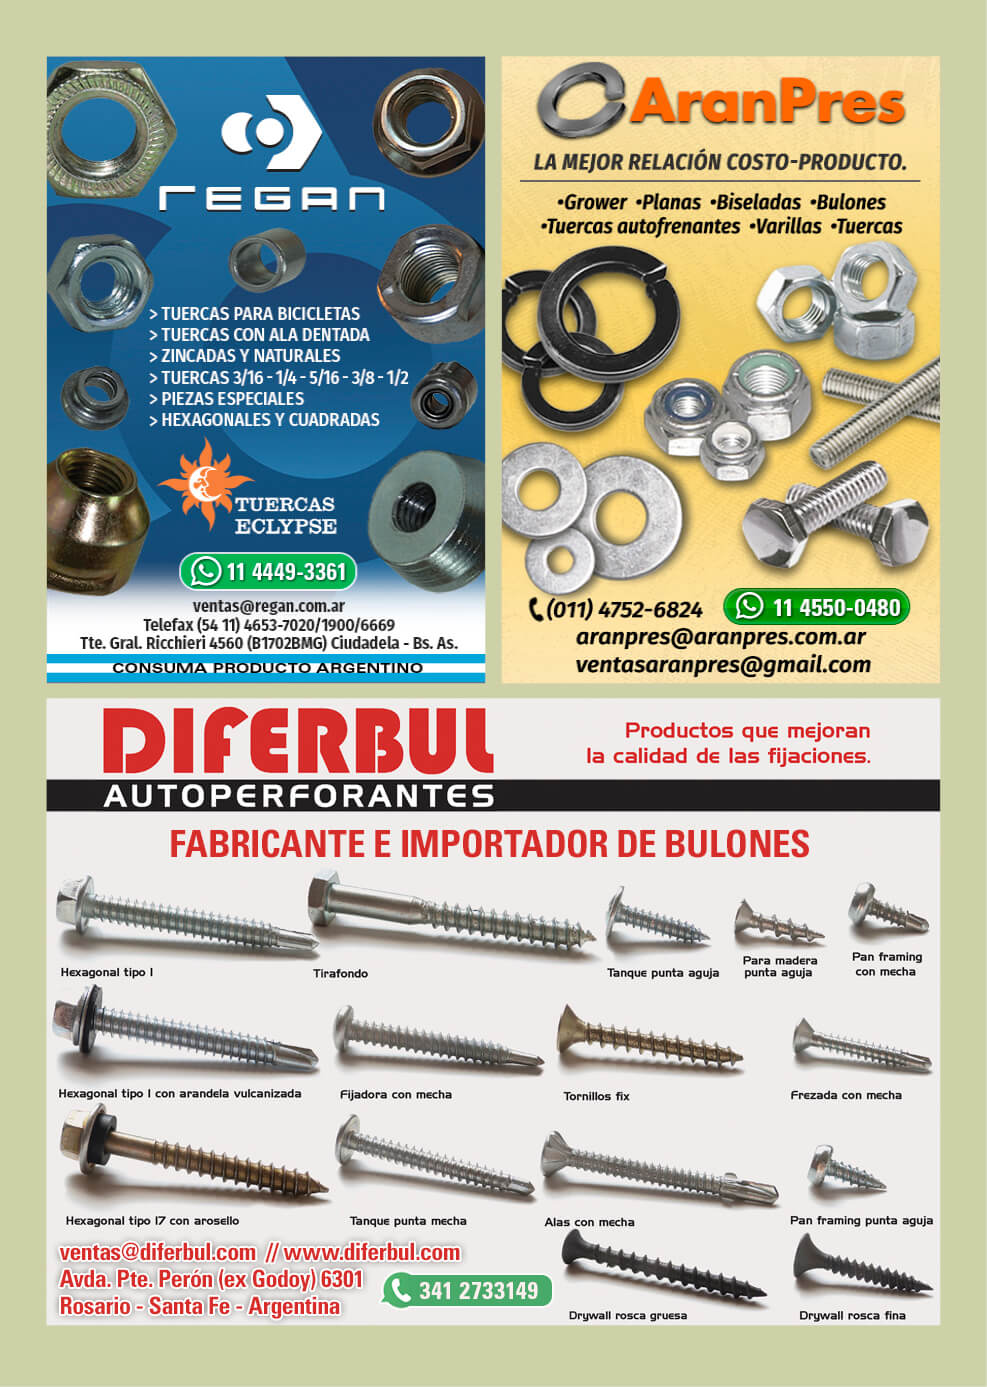 REGAN
> TUERCAS PARA BICICLETAS
> TUERCAS CON ALA DENTADA
> ZINCADAS Y NATURALES
> TUERCAS 3/16 - 1/4 - 5/16 - 3/8 - 1/2
> PIEZAS ESPECIALES
> HEXAGONALES Y CUADRADAS
TUERCAS
ECLYPSE
11 4449-3361
ventas@regan.com.ar
Telefax (54 11) 4653-7020/1900/6669
Tte. Gral. Ricchieri 4560 (B1702BMG) Ciudadela - Bs. As.
CONSUMA PRODUCTO ARGENTINO
AranPres
LA MEJOR RELACIÓN COSTO-PRODUCTO.
•Grower •Planas •Biseladas •Bulones
•Tuercas autofrenantes •Varillas •Tuercas
(011) 4752-6824
11 4550-0480
aranpres@aranpres.com.ar
ventasaranpres@gmail.com
DIFERBUL
AUTOPERFORANTES
Productos que mejoran
la calidad de las fijaciones.
FABRICANTE E IMPORTADOR DE BULONES
Hexagonal tipo 1
Tirafondo
Tanque punta aguja
Para madera
punta aguja
Pan framing
con mecha
Hexagonal tipo 1 con arandela vulcanizada
Fijadora con mecha
Tornillos fix
Frezada con mecha
Hexagonal tipo 17 con arosello
Tanque punta mecha
Alas con mecha
Pan framing punta aguja
Drywall rosca gruesa
Drywall rosca fina
ventas@diferbul.com // www.diferbul.com
Avda. Pte. Perón (ex Godoy) 6301
Rosario - Santa Fe - Argentina
341 2733149